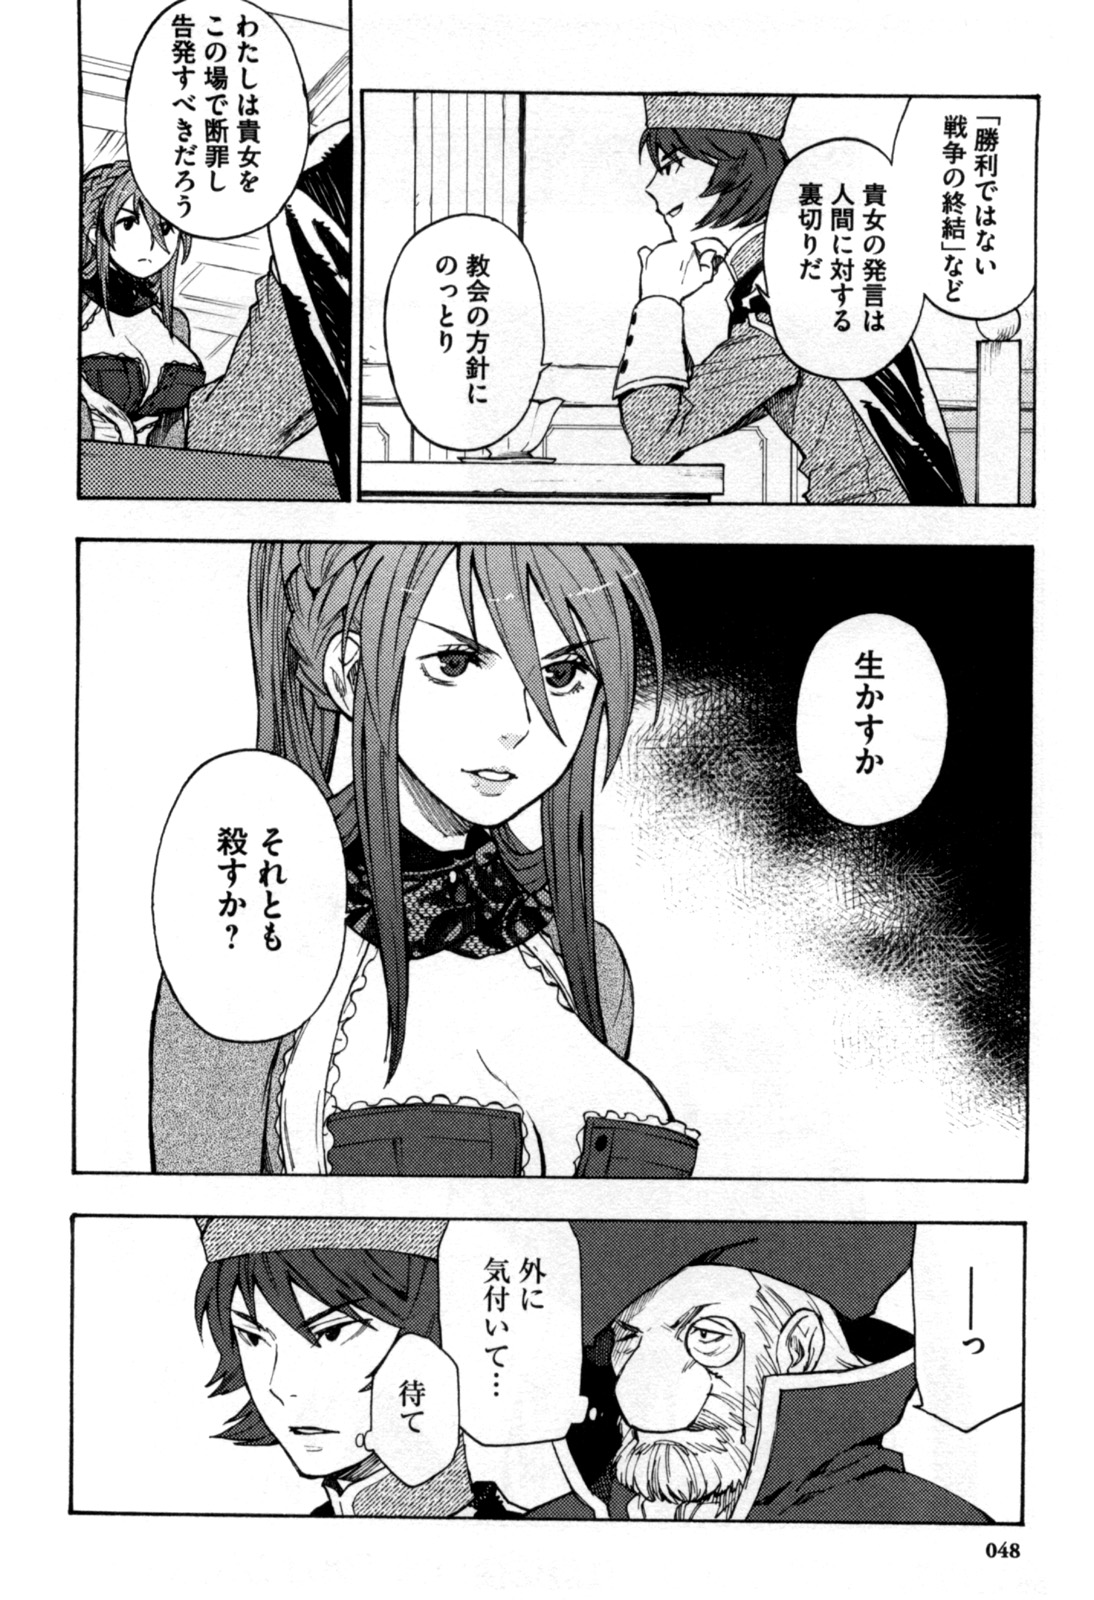 「勝利ではない
戦争の終結」など
貴女の発言は
人間に対する
裏切りだ
教会の方針に
のっとり
わたしは貴女を
この場で断罪し
告発すべきだろう
生かすか
それとも
殺すか?
――っ
外に
気付いて…
待て
048